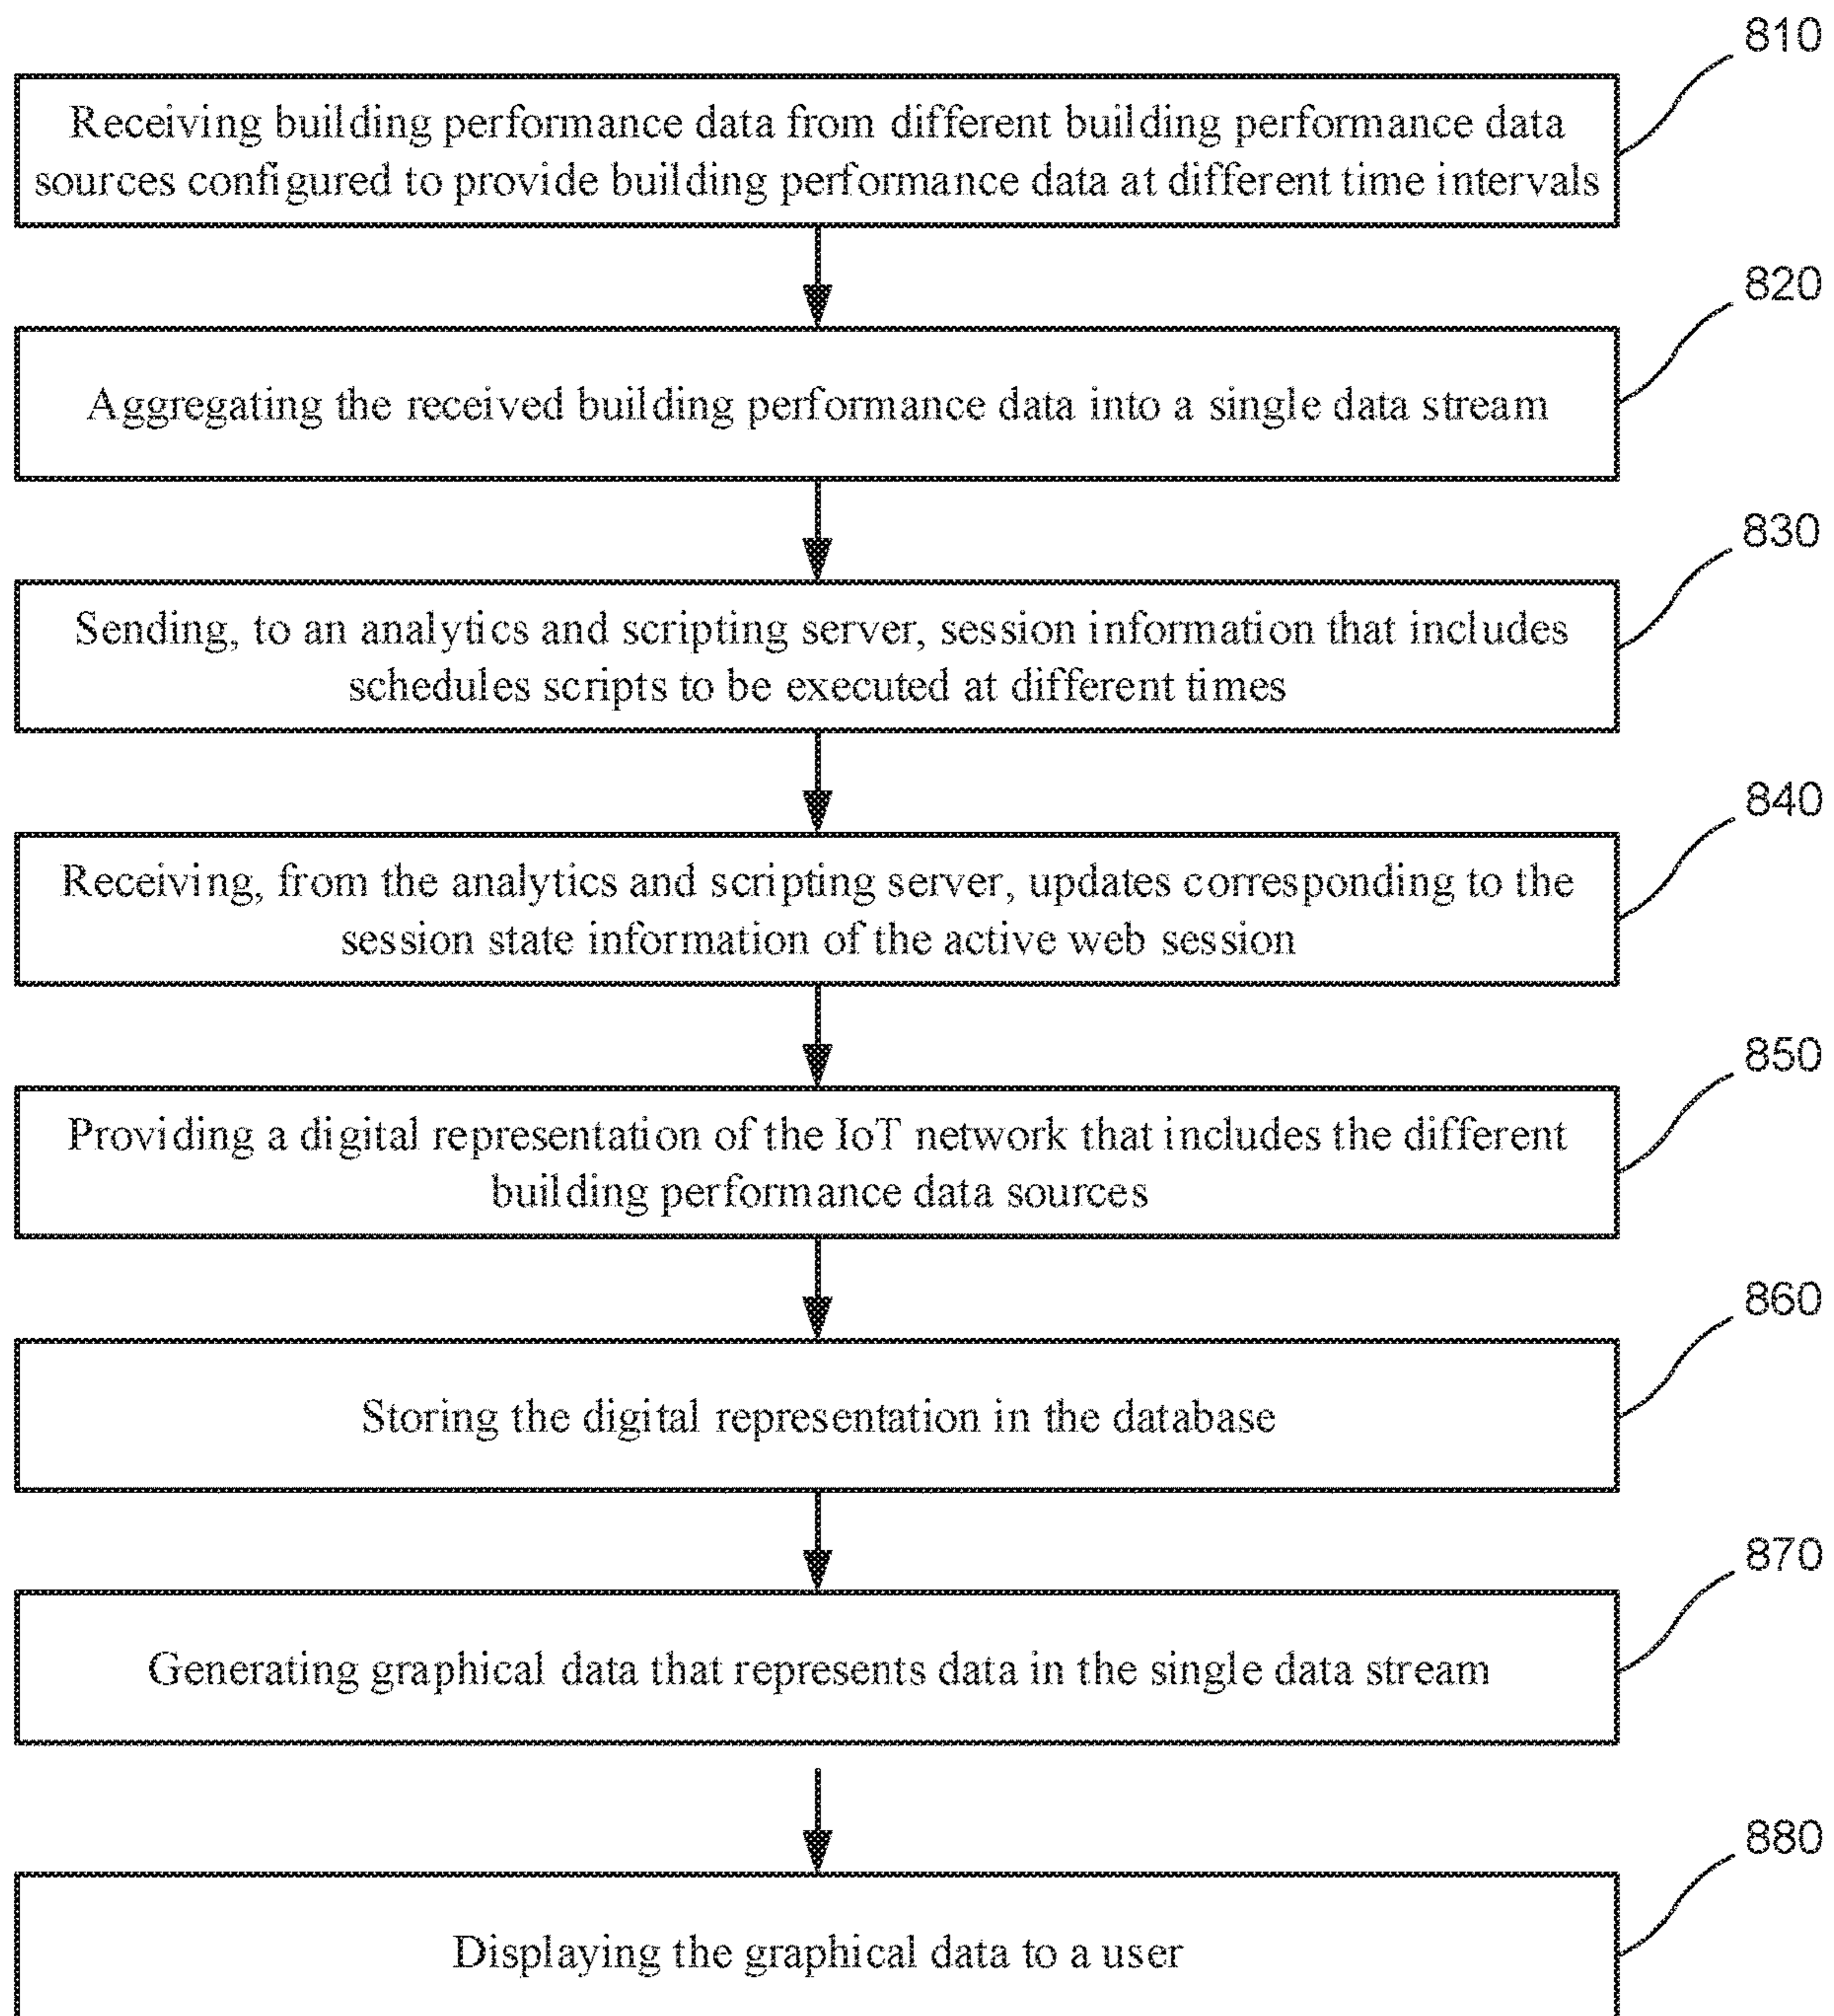 810
Receiving building performance data from different building performance data
sources configured to provide building performance data at different time intervals
820
Aggregating the received building performance data into a single data stream
830
Sending, to an analytics and scripting server, session information that includes
schedules scripts to be executed at different times
840
Receiving, from the analytics and scripting server, updates corresponding to the
session state information of the active web session
850
Providing a digital representation of the IoT network that includes the different
building performance data sources
860
Storing the digital representation in the database
870
Generating graphical data that represents data in the single data stream
880
Displaying the graphical data to a user